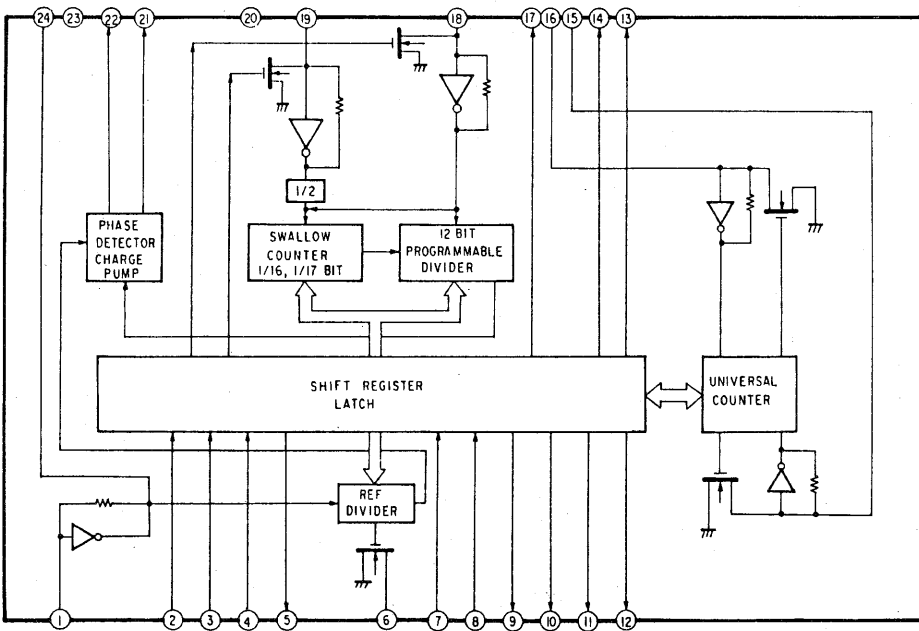 24 23 22 21 20 19 18 17 16 15 14 13
1/2
PHASE
DETECTOR
CHARGE
PUMP
SWALLOW
COUNTER
1/16, 1/17 BIT
12 BIT
PROGRAMMABLE
DIVIDER
SHIFT REGISTER
LATCH
UNIVERSAL
COUNTER
REF
DIVIDER
1 2 3 4 5 6 7 8 9 10 11 12